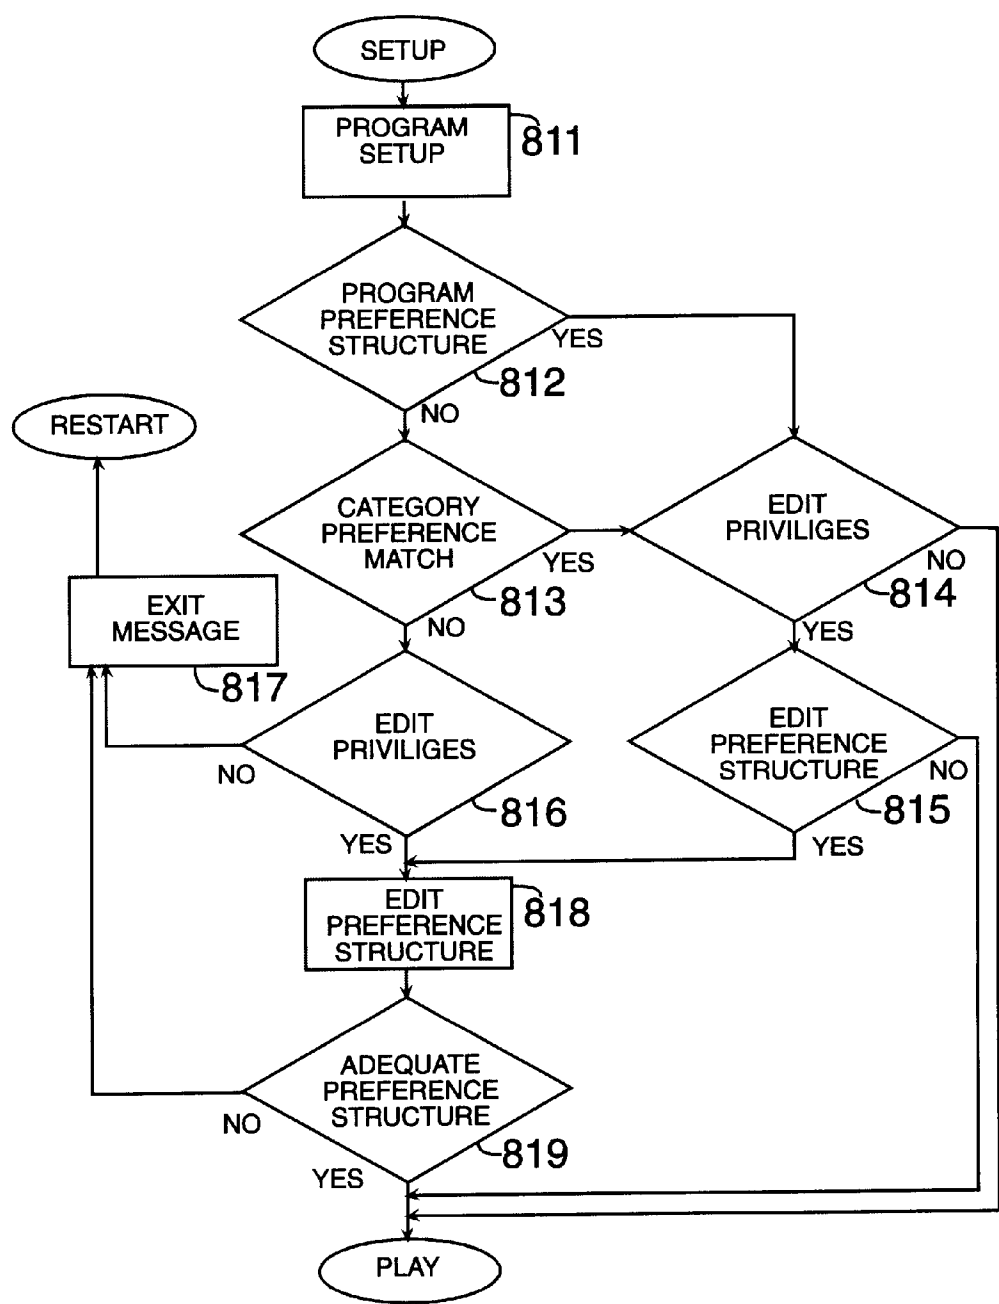 SETUP
PROGRAM
SETUP
811
PROGRAM
PREFERENCE
STRUCTURE
YES
812
NO
RESTART
CATEGORY
PREFERENCE
MATCH
YES
813
NO
EDIT
PRIVILIGES
NO
814
YES
EXIT
MESSAGE
817
EDIT
PRIVILIGES
NO
816
YES
EDIT
PREFERENCE
STRUCTURE
NO
815
YES
EDIT
PREFERENCE
STRUCTURE
818
ADEQUATE
PREFERENCE
STRUCTURE
NO
819
YES
PLAY